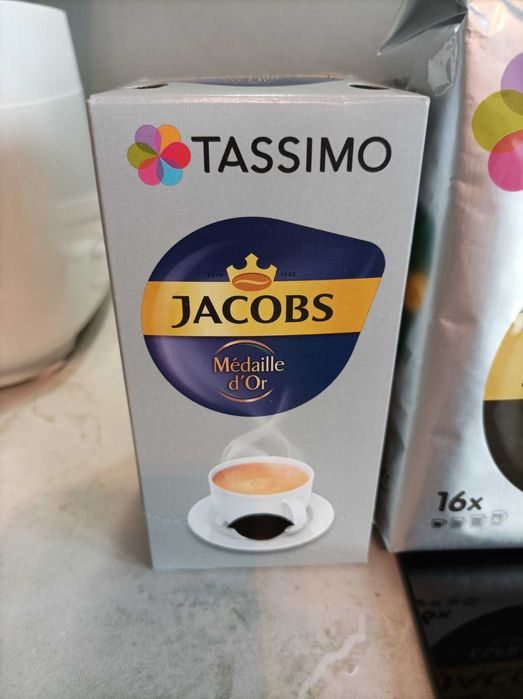 TASSIMO
JACOBS
Médaille
d'Or
16x